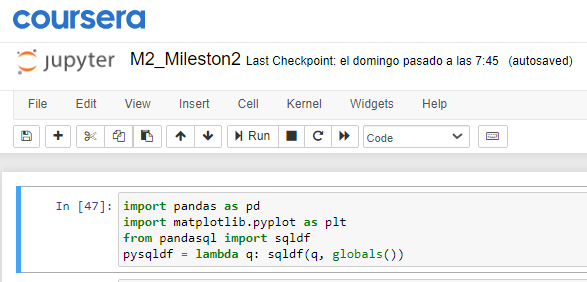 coursera
jupyter M2_Mileston2 Last Checkpoint: el domingo pasado a las 7:45 (autosaved)
File Edit View Insert Cell Kernel Widgets Help
Run Code
In [47]: import pandas as pd
import matplotlib.pyplot as plt
from pandasql import sqldf
pysqldf = lambda q: sqldf(q, globals())